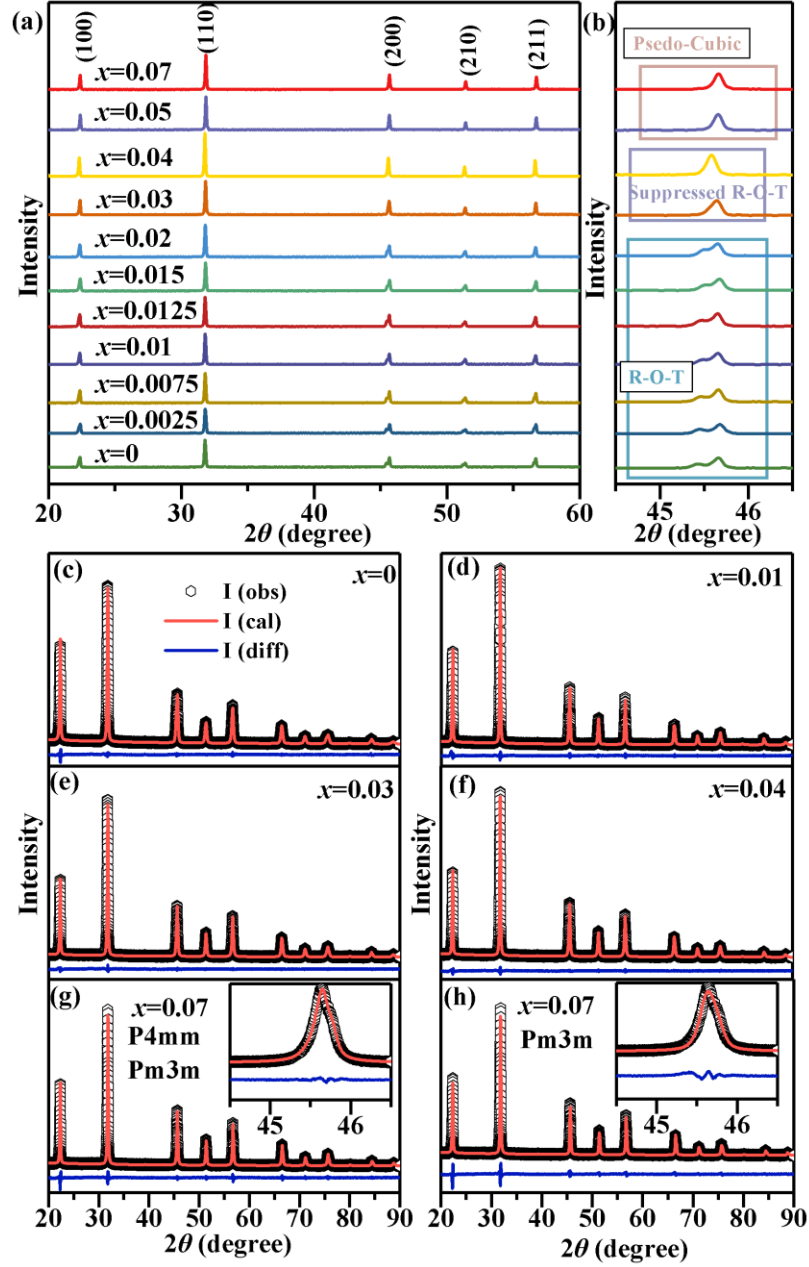 (a)
(100)
(110)
(200)
(210)
(211)
x=0.07
x=0.05
x=0.04
x=0.03
x=0.02
x=0.015
x=0.0125
x=0.01
x=0.0075
x=0.0025
x=0
Intensity
20 30 40 50 60
2θ (degree)
(b)
Psedo-Cubic
Suppressed R-O-T
R-O-T
Intensity
45 46
2θ (degree)
(c)
x=0
I (obs)
I (cal)
I (diff)
(d)
x=0.01
(e)
x=0.03
(f)
x=0.04
Intensity
Intensity
(g)
x=0.07
P4mm
Pm3m
45 46
20 30 40 50 60 70 80 90
2θ (degree)
(h)
x=0.07
Pm3m
45 46
20 30 40 50 60 70 80 90
2θ (degree)